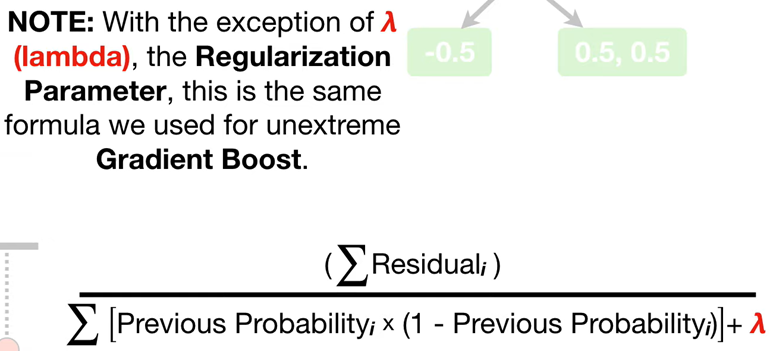 NOTE: With the exception of λ
(lambda), the Regularization
Parameter, this is the same
formula we used for unextreme
Gradient Boost.
-0.5
0.5, 0.5
(∑Residualᵢ)
∑ [Previous Probabilityᵢ x (1 - Previous Probabilityᵢ)]+ λ